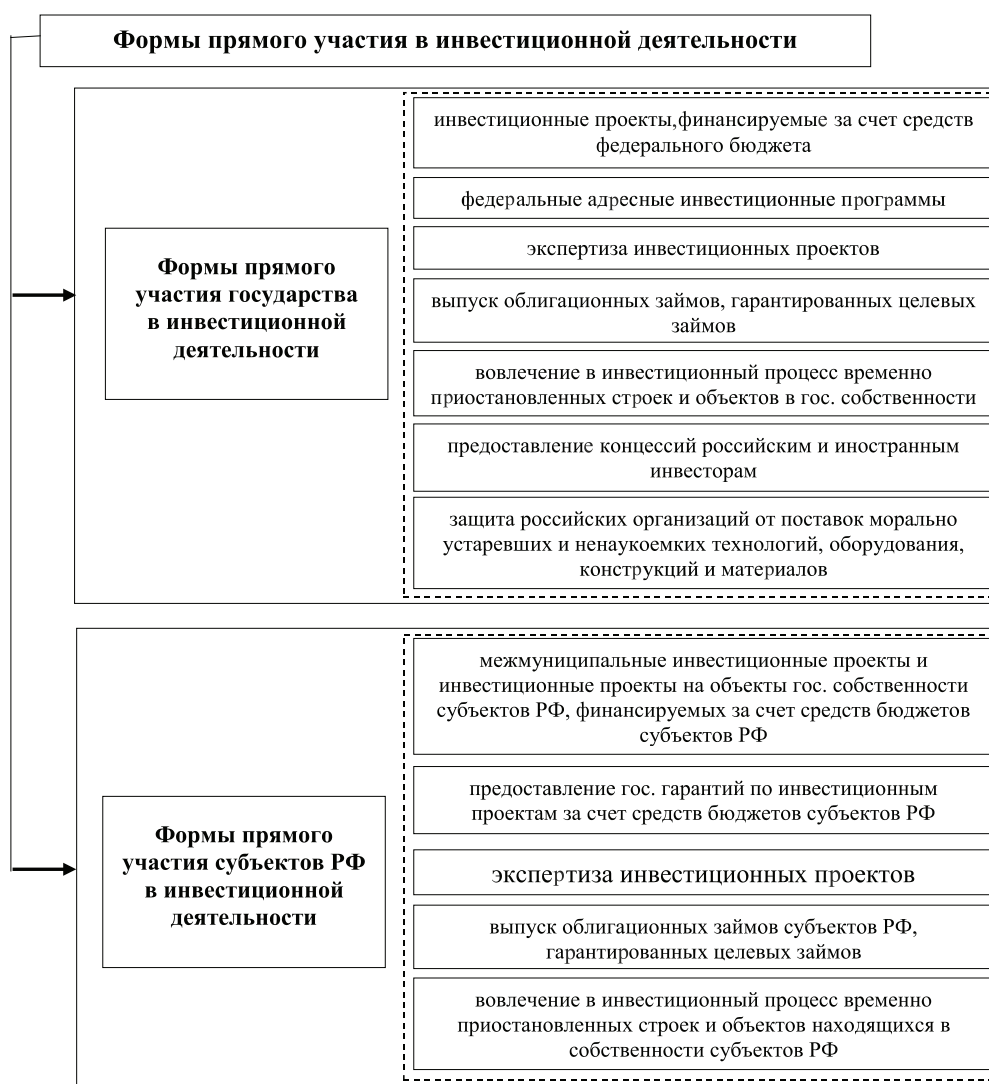 Формы прямого участия в инвестиционной деятельности
Формы прямого
участия государства
в инвестиционной
деятельности
инвестиционные проекты,финансируемые за счет средств
федерального бюджета
федеральные адресные инвестиционные программы
экспертиза инвестиционных проектов
выпуск облигационных займов, гарантированных целевых
займов
вовлечение в инвестиционный процесс временно
приостановленных строек и объектов в гос. собственности
предоставление концессий российским и иностранным
инвесторам
защита российских организаций от поставок морально
устаревших и ненаукоемких технологий, оборудования,
конструкций и материалов
Формы прямого
участия субъектов РФ
в инвестиционной
деятельности
межмуниципальные инвестиционные проекты и
инвестиционные проекты на объекты гос. собственности
субъектов РФ, финансируемых за счет средств бюджетов
субъектов РФ
предоставление гос. гарантий по инвестиционным
проектам за счет средств бюджетов субъектов РФ
экспертиза инвестиционных проектов
выпуск облигационных займов субъектов РФ,
гарантированных целевых займов
вовлечение в инвестиционный процесс временно
приостановленных строек и объектов находящихся в
собственности субъектов РФ